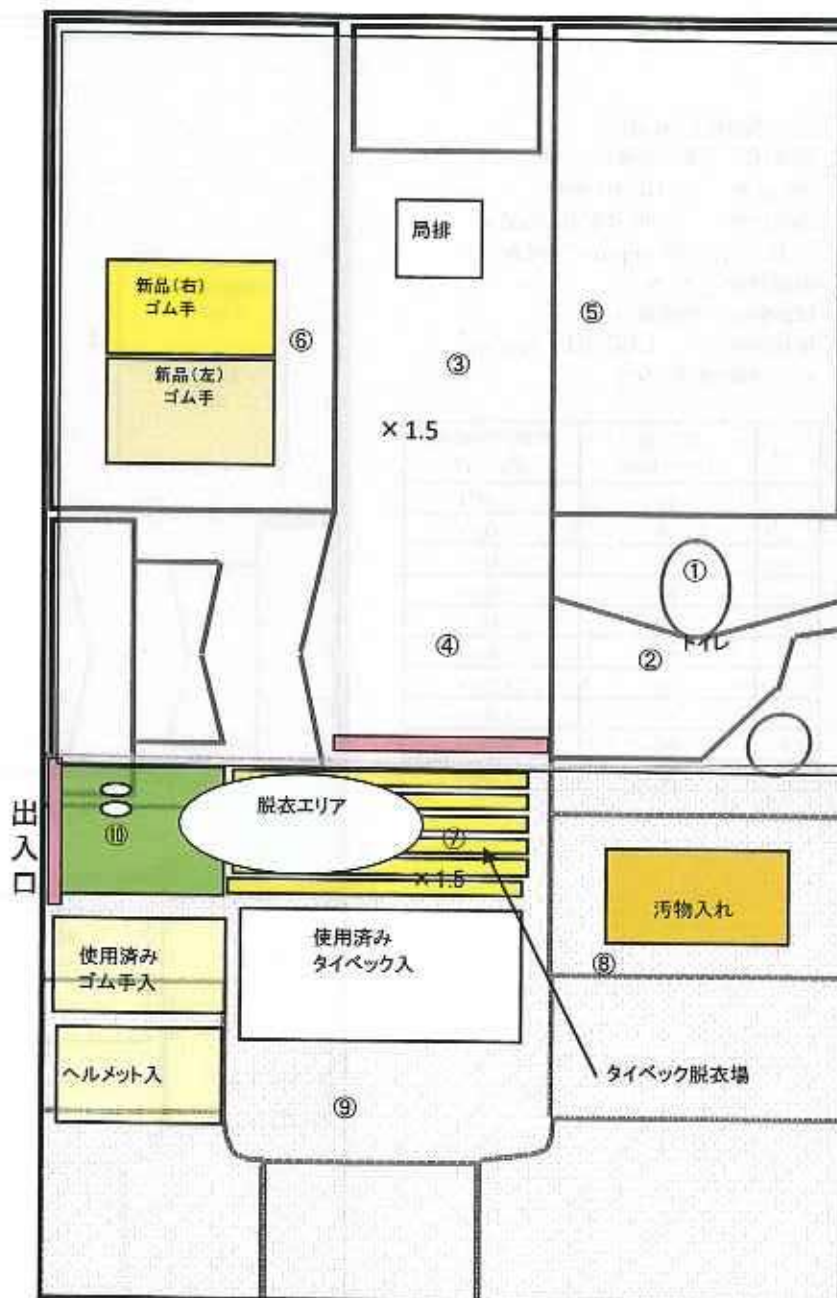 局排
新品(右)
ゴム手
⑥
新品(左)
ゴム手
⑤
③
×1.5
①
トイレ
②
④
出入口
脱衣エリア
⑩
⑦
×1.5
汚物入れ
使用済み
ゴム手入
使用済み
タイベック入
⑧
ヘルメット入
タイベック脱衣場
⑨